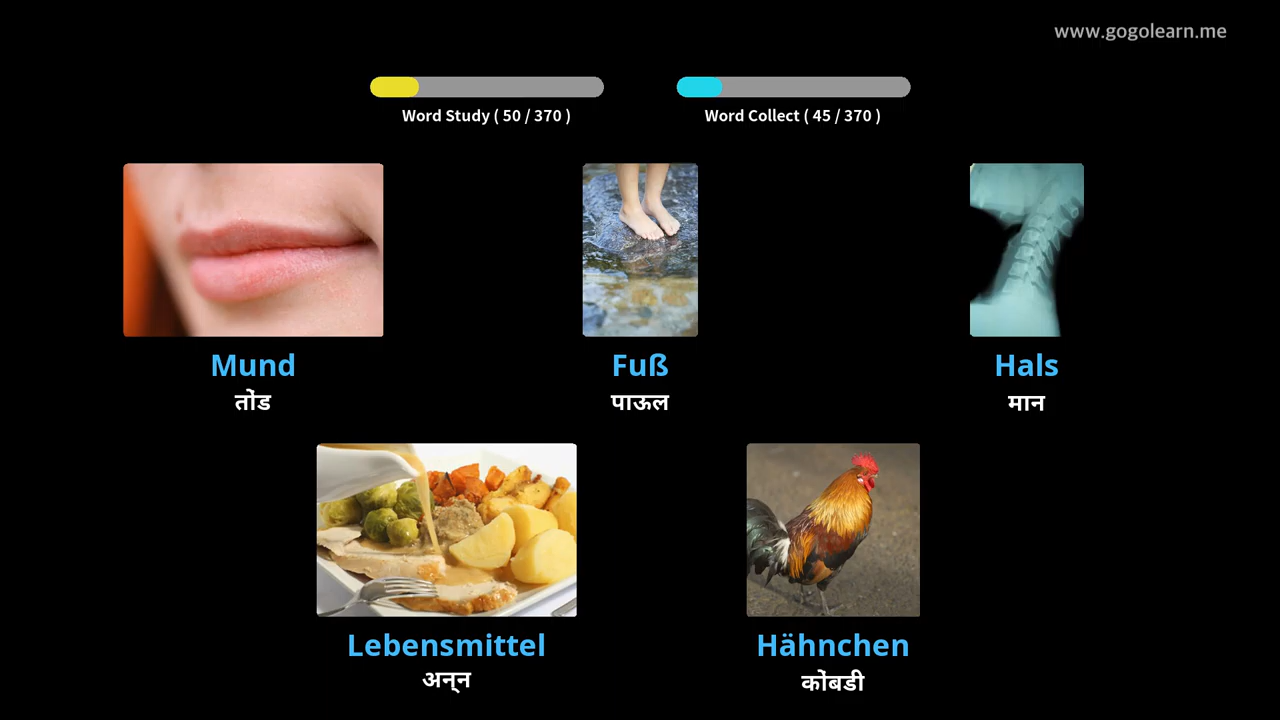 www.gogolearn.me
Word Study ( 50 / 370 )
Word Collect ( 45 / 370 )
Mund
तोंड
Fuß
पाऊल
Hals
मान
Lebensmittel
अन्‌न
Hähnchen
कोंबडी